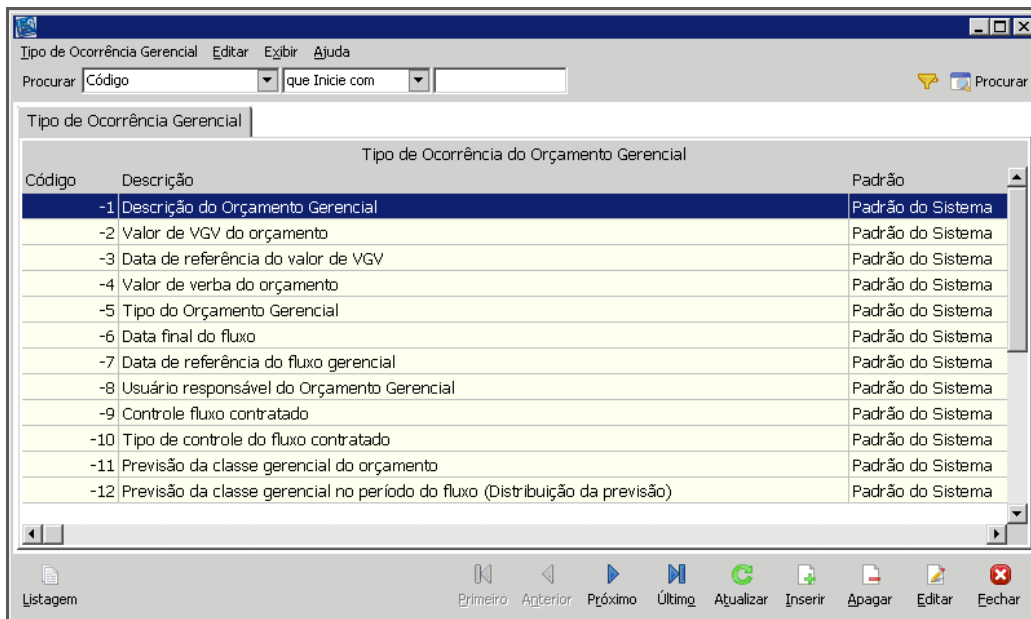 Tipo de Ocorrência Gerencial Editar Exibir Ajuda
Procurar Código que Inicie com Procurar
Tipo de Ocorrência Gerencial
Tipo de Ocorrência do Orçamento Gerencial
Código Descrição Padrão
-1 Descrição do Orçamento Gerencial Padrão do Sistema
-2 Valor de VGV do orçamento Padrão do Sistema
-3 Data de referência do valor de VGV Padrão do Sistema
-4 Valor de verba do orçamento Padrão do Sistema
-5 Tipo do Orçamento Gerencial Padrão do Sistema
-6 Data final do fluxo Padrão do Sistema
-7 Data de referência do fluxo gerencial Padrão do Sistema
-8 Usuário responsável do Orçamento Gerencial Padrão do Sistema
-9 Controle fluxo contratado Padrão do Sistema
-10 Tipo de controle do fluxo contratado Padrão do Sistema
-11 Previsão da classe gerencial do orçamento Padrão do Sistema
-12 Previsão da classe gerencial no período do fluxo (Distribuição da previsão) Padrão do Sistema
Listagem Primeiro Anterior Próximo Último Atualizar Inserir Apagar Editar Fechar